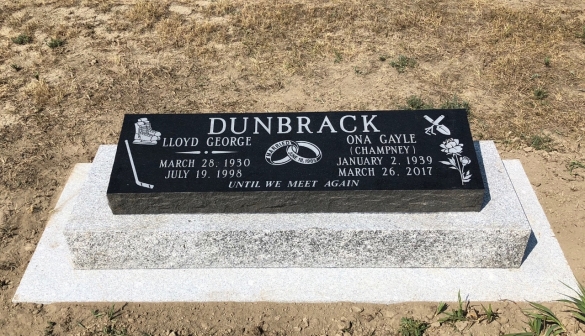 DUNBRACK
LLOYD GEORGE
MARCH 28. 1930
JULY 19. 1998
MARRIED
ONA GAYLE
(CHAMPNEY)
JANUARY 2. 1939
MARCH 26. 2017
UNTIL WE MEET AGAIN